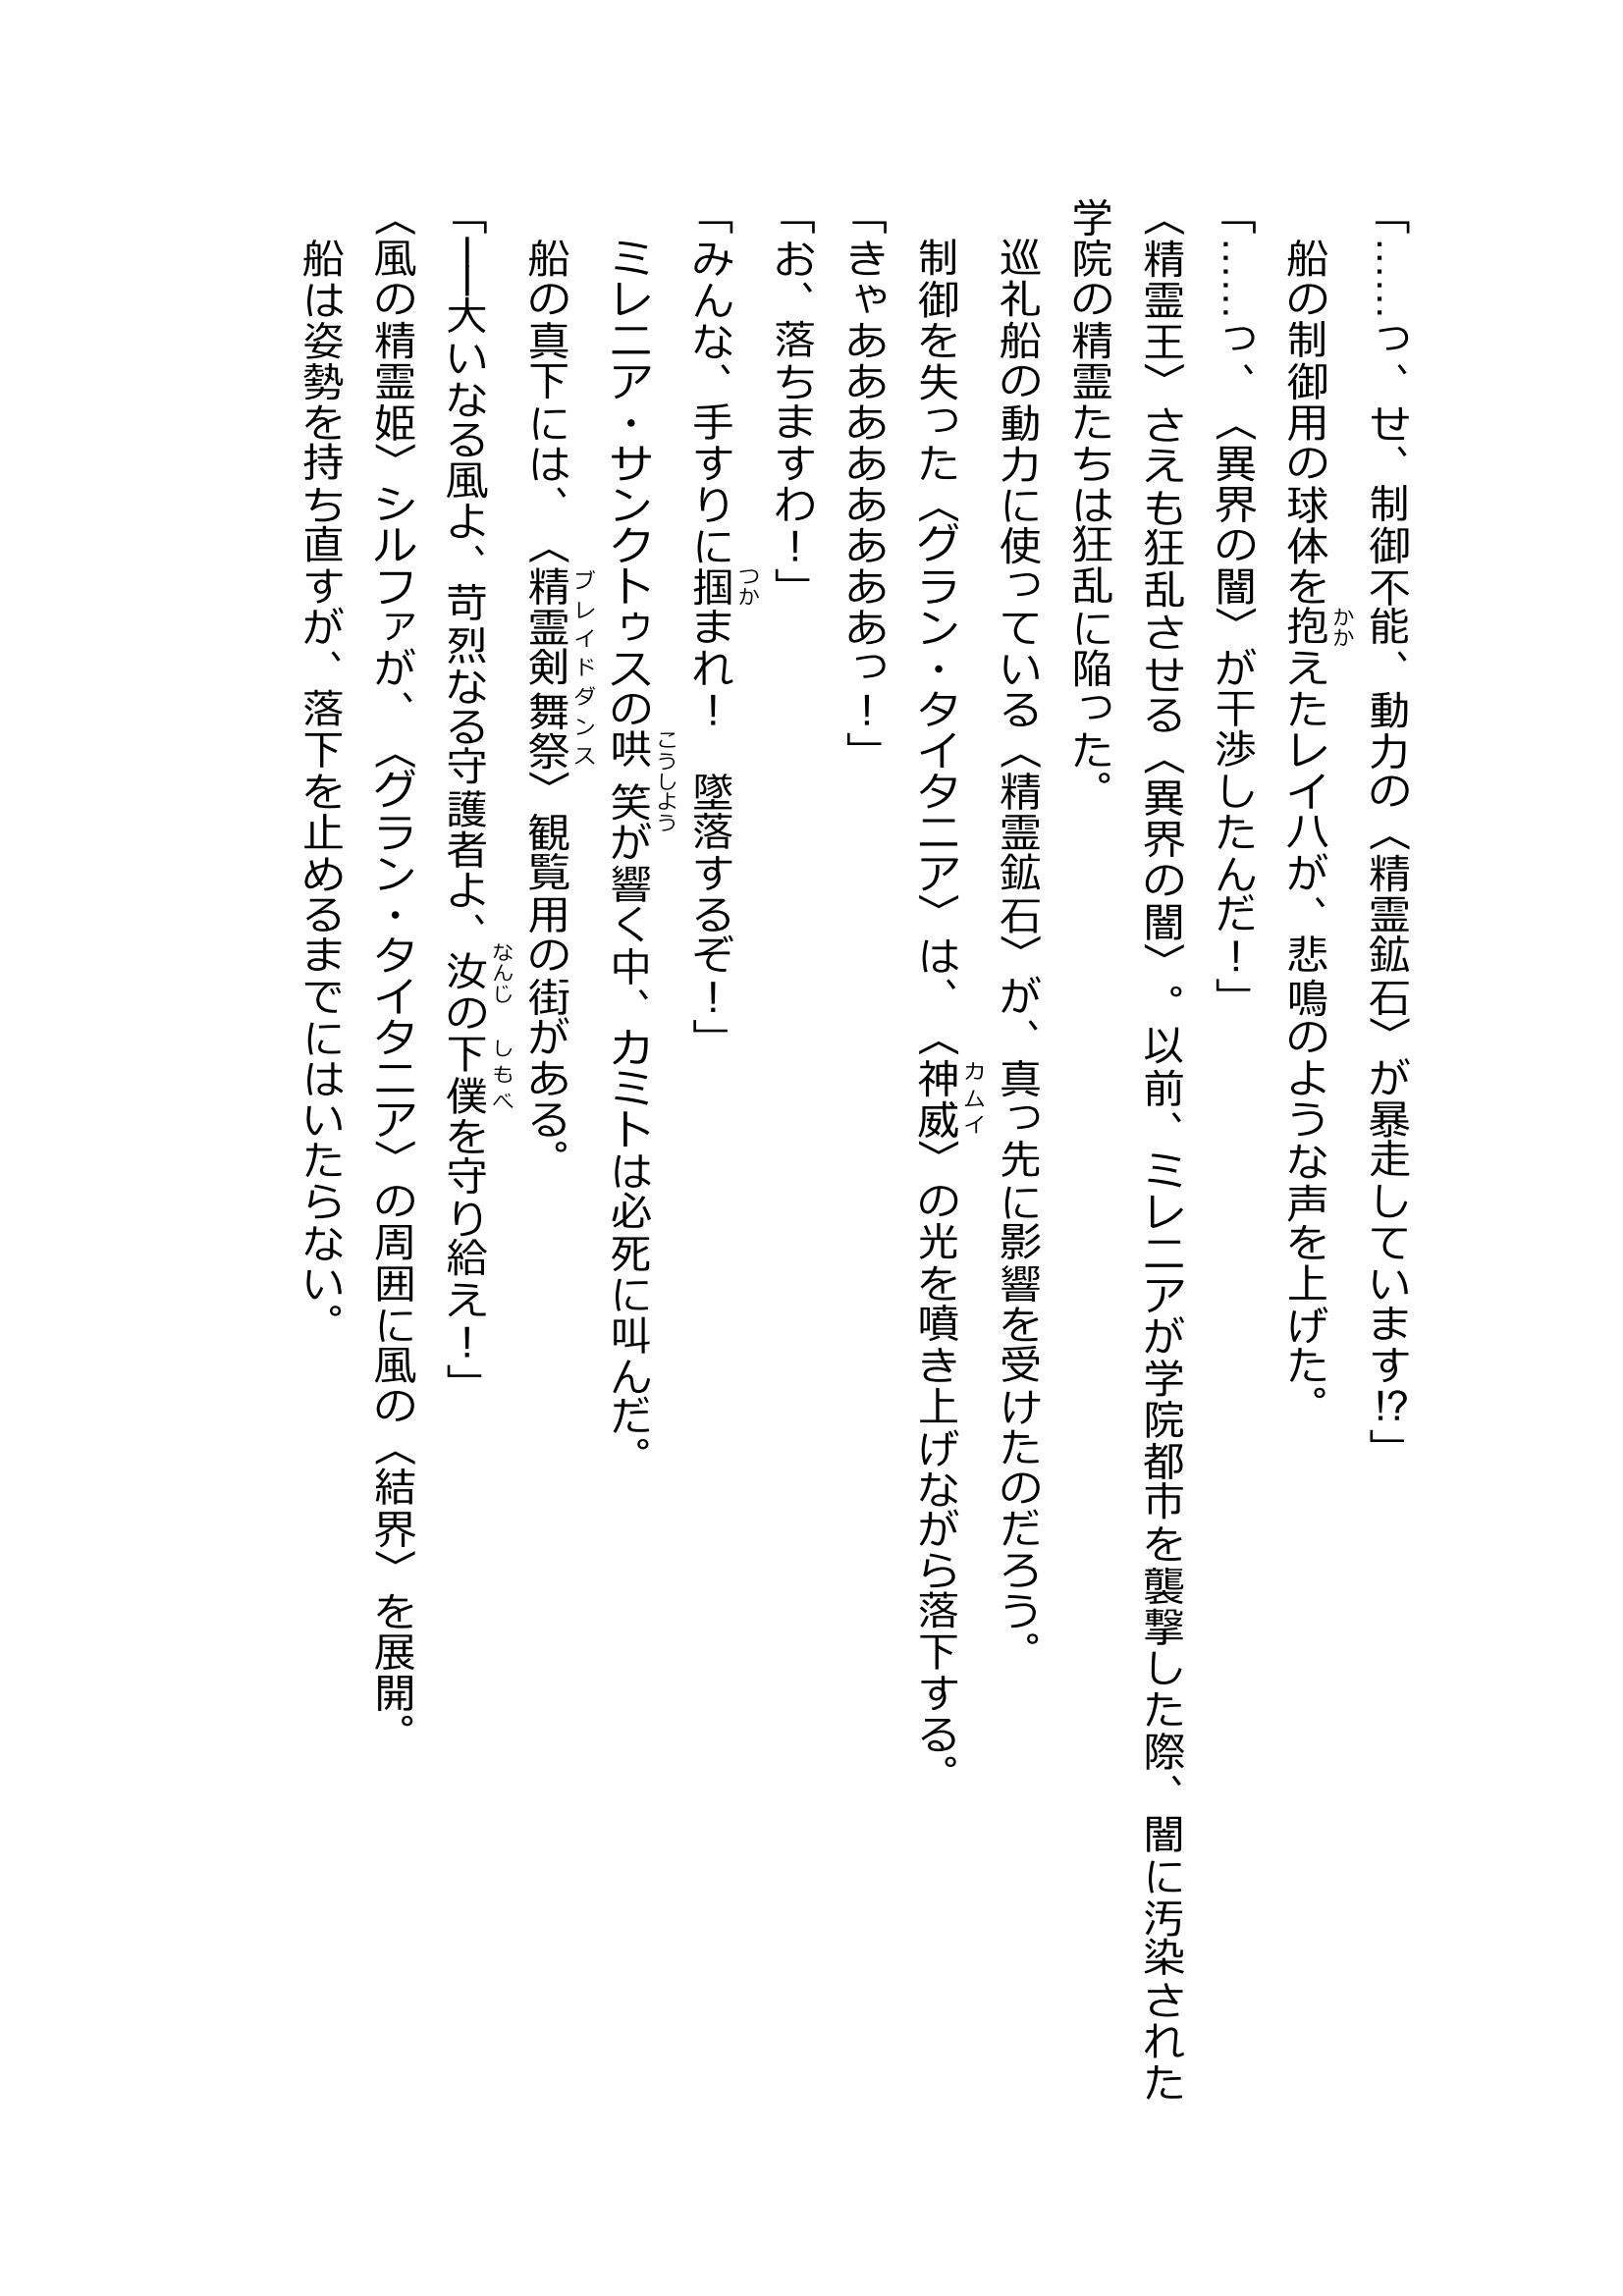 「……っ、せ、制御不能、動力の〈精霊鉱石〉が暴走しています⁉」
船の制御用の球体を抱えたレイハが、悲鳴のような声を上げた。
「……っ、〈異界の闇〉が干渉したんだ！」
〈精霊王〉さえも狂乱させる〈異界の闇〉。以前、ミレニアが学院都市を襲撃した際、闇に汚染された
学院の精霊たちは狂乱に陥った。
巡礼船の動力に使っている〈精霊鉱石〉が、真っ先に影響を受けたのだろう。
制御を失った〈グラン・タイタニア〉は、〈神威〉の光を噴き上げながら落下する。
「きゃああああああああっ！」
「お、落ちますわ！」
「みんな、手すりに掴まれ！　墜落するぞ！」
ミレニア・サンクトゥスの哄笑が響く中、カミトは必死に叫んだ。
船の真下には、〈精霊剣舞祭〉観覧用の街がある。
「――大いなる風よ、苛烈なる守護者よ、汝の下僕を守り給え！」
〈風の精霊姫〉シルファが、〈グラン・タイタニア〉の周囲に風の〈結界〉を展開。
船は姿勢を持ち直すが、落下を止めるまでにはいたらない。